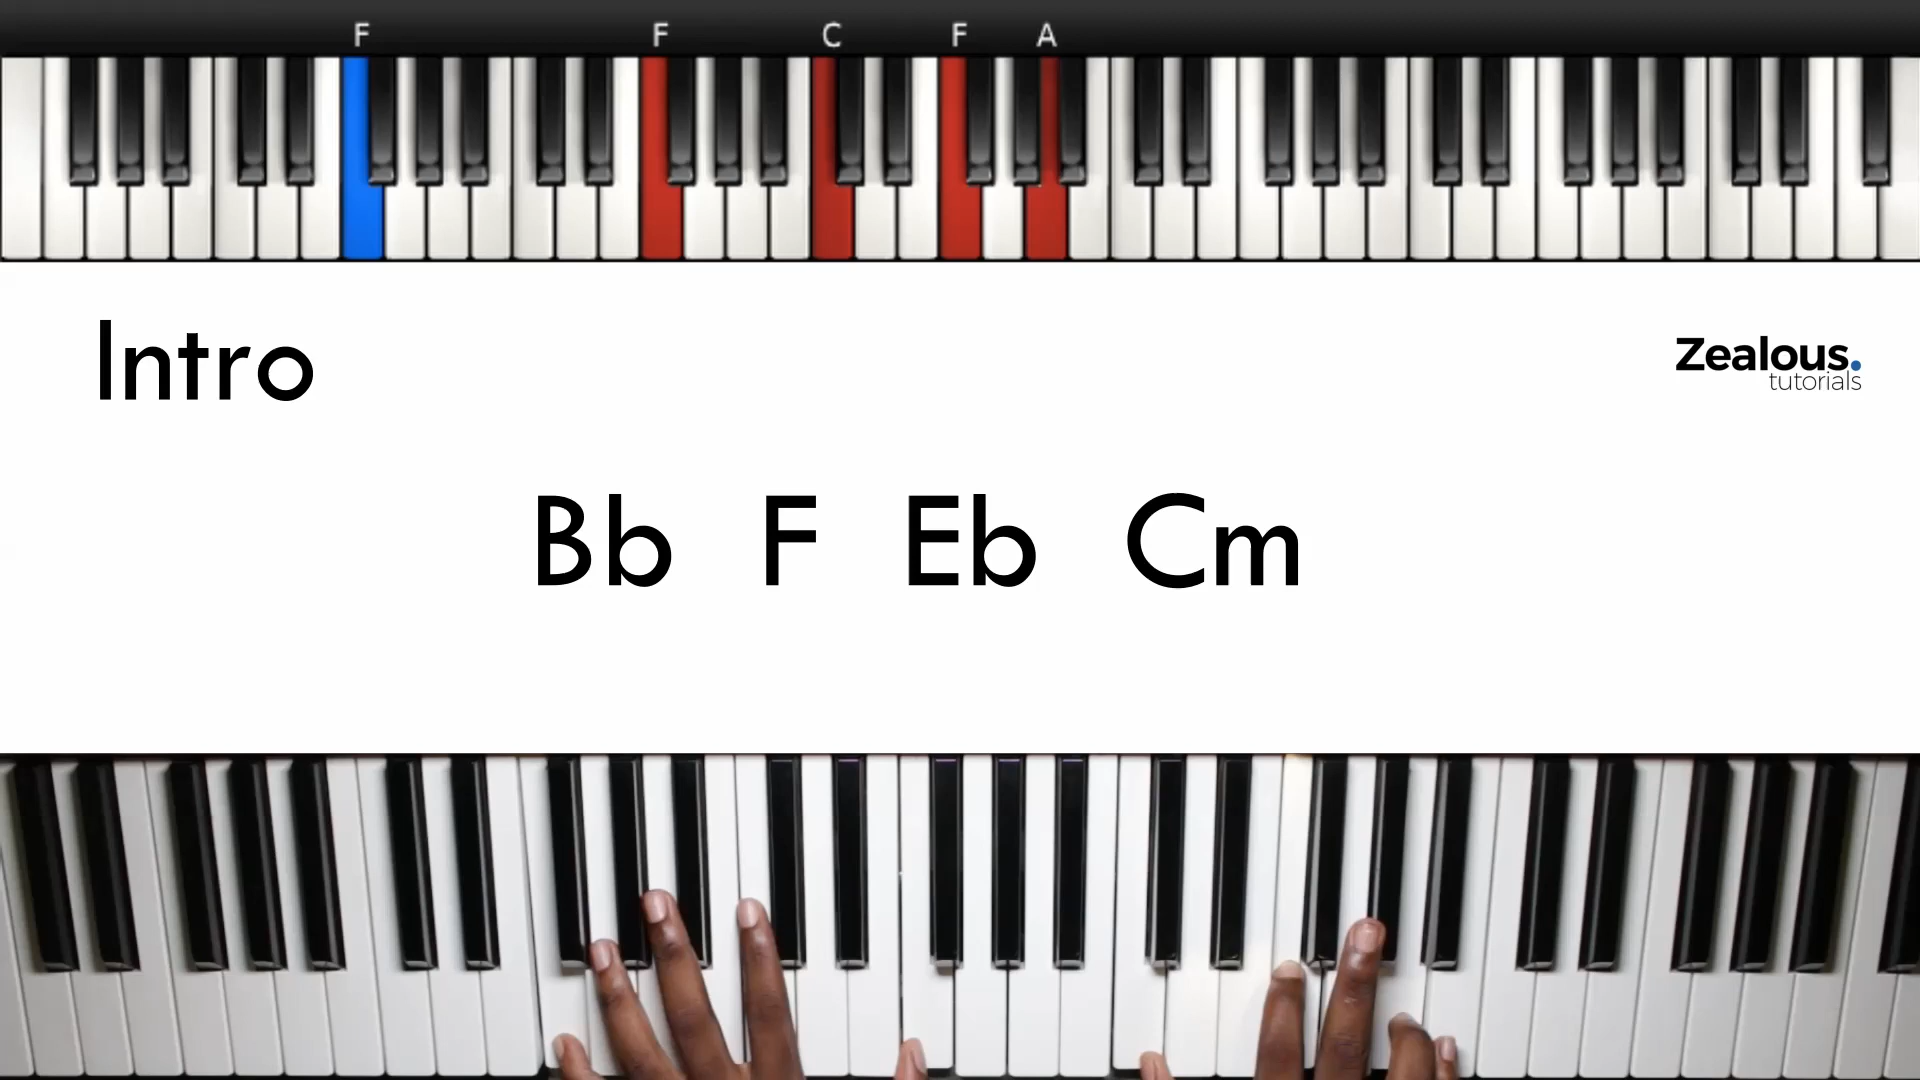 F F C F A
Intro
Zealous.
tutorials
Bb F Eb Cm